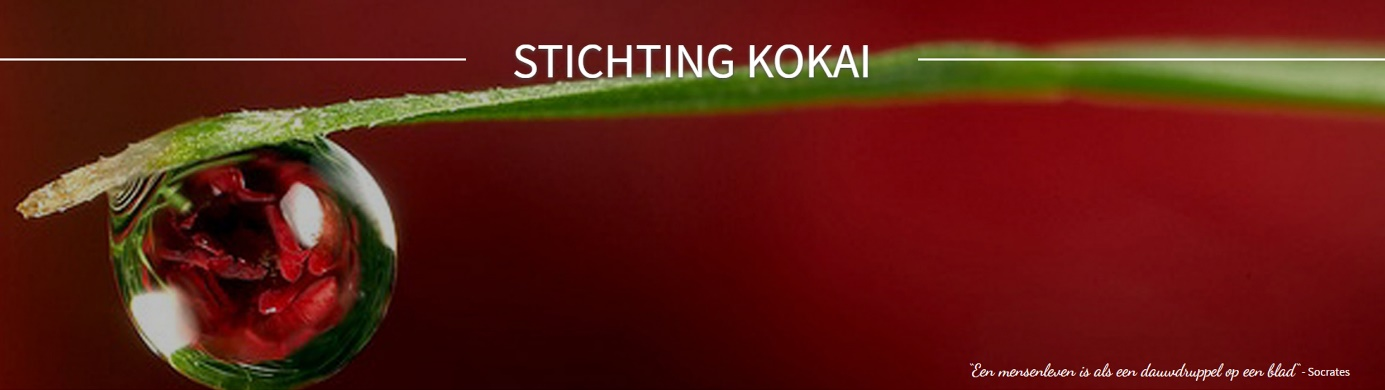 STICHTING KOKAI
"Een mensenleven is als een dauwdruppel op een blad" - Socrates